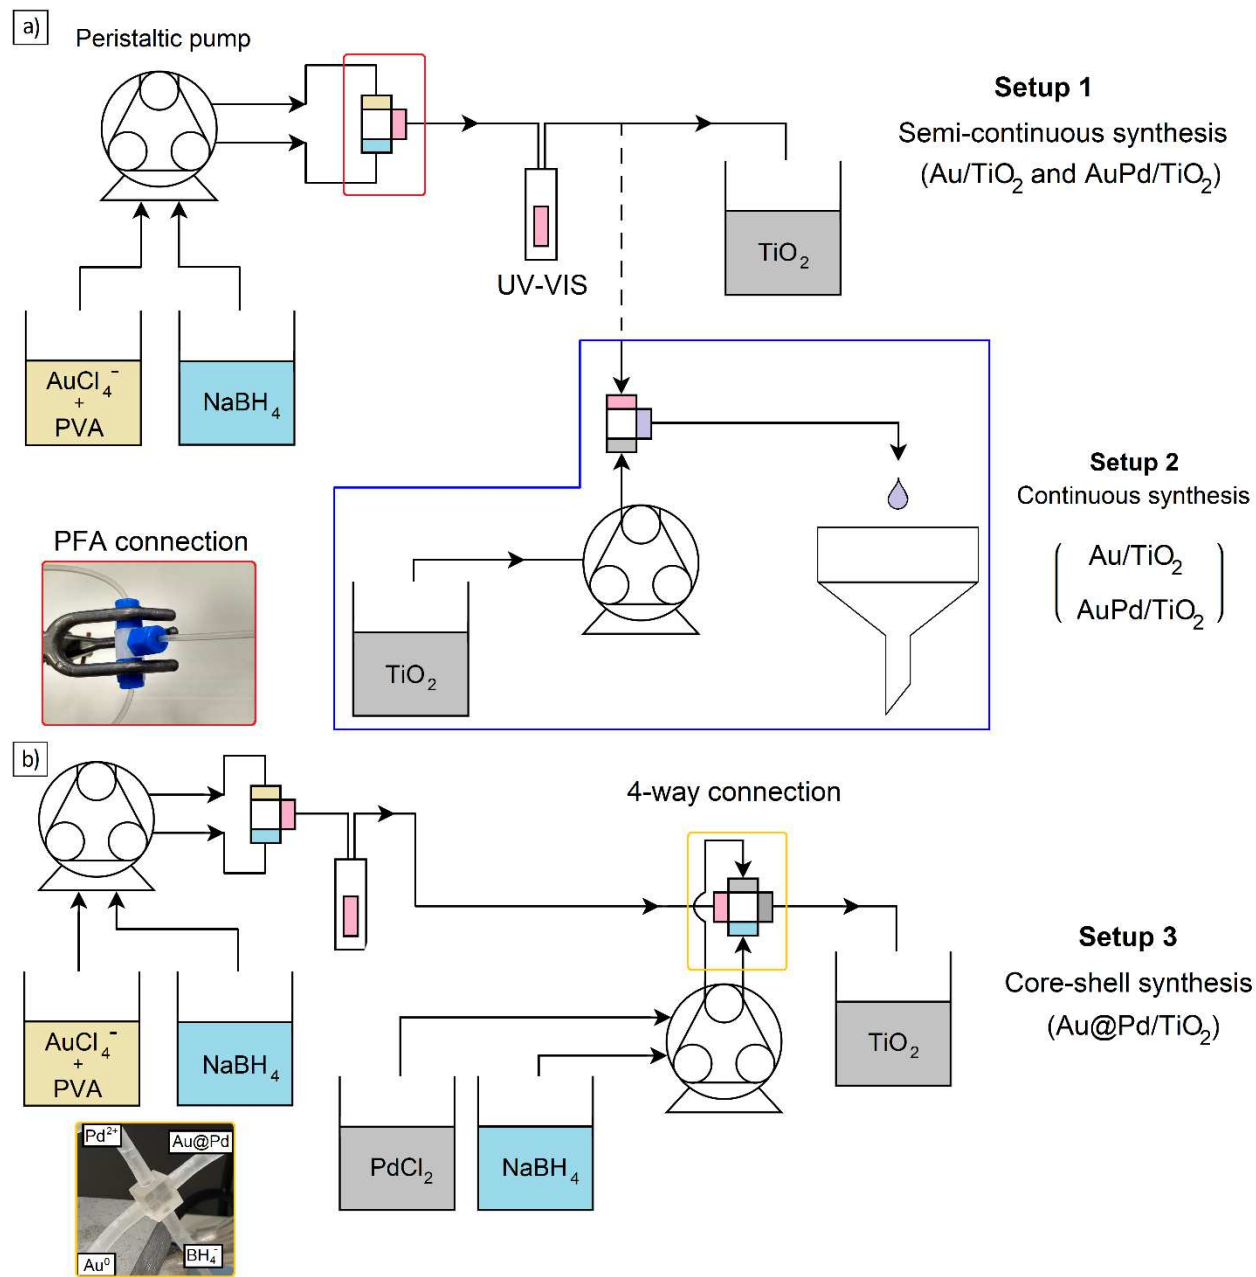 a)
Peristaltic pump
Setup 1
Semi-continuous synthesis
(Au/TiO₂ and AuPd/TiO₂)
TiO₂
UV-VIS
AuCl₄⁻
+
PVA
NaBH₄
Setup 2
Continuous synthesis
Au/TiO₂
AuPd/TiO₂
PFA connection
TiO₂
b)
4-way connection
Setup 3
Core-shell synthesis
(Au@Pd/TiO₂)
TiO₂
AuCl₄⁻
+
PVA
NaBH₄
PdCl₂
NaBH₄
Pd²⁺
Au@Pd
Au⁰
BH₄⁻